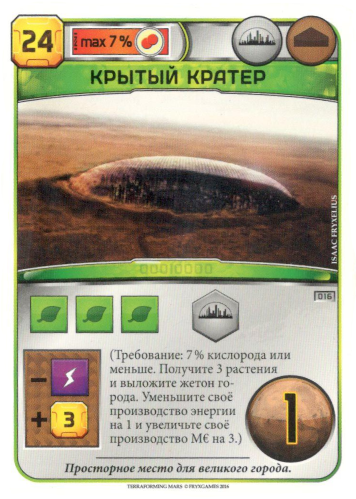 24
max 7 %
КРЫТЫЙ КРАТЕР
ISAAC FRYXELIUS
016
(Требование: 7 % кислорода или
меньше. Получите 3 растения
и выложите жетон го-
рода. Уменьшите своё
производство энергии
на 1 и увеличьте своё
производство М€ на 3.)
−
+ 3
1
Просторное место для великого города.
TERRAFORMING MARS © FRYXGAMES 2016